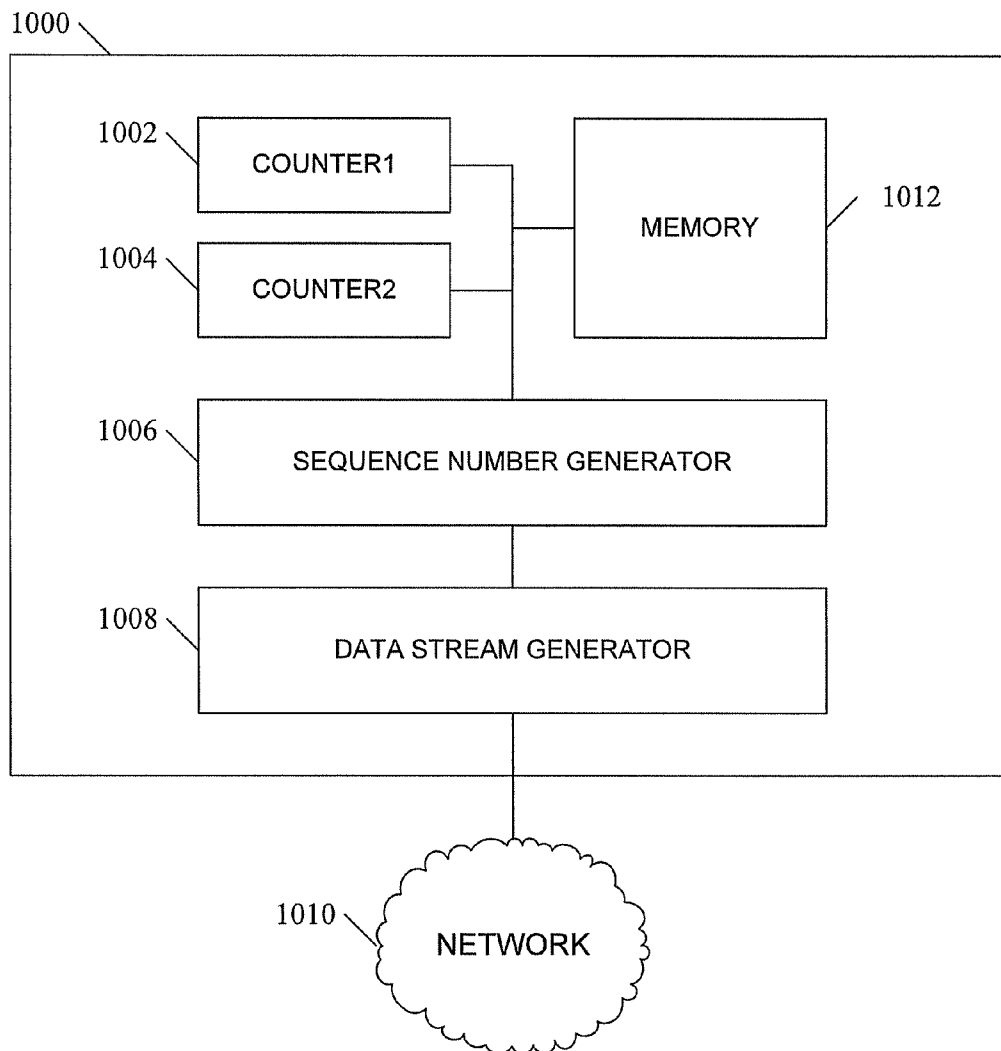 1000
1002
COUNTER1
MEMORY
1012
1004
COUNTER2
1006
SEQUENCE NUMBER GENERATOR
1008
DATA STREAM GENERATOR
1010
NETWORK